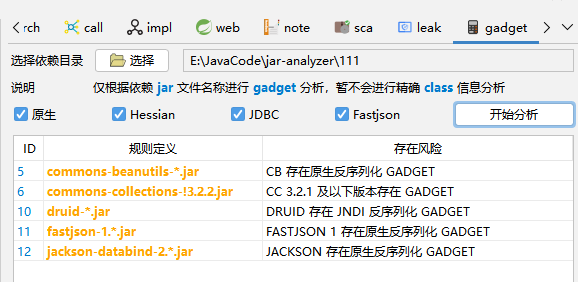 rch call impl web note sca leak gadget
选择依赖目录 选择 E:\JavaCode\jar-analyzer\111
说明 仅根据依赖 jar 文件名称进行 gadget 分析，暂不会进行精确 class 信息分析
原生 Hessian JDBC Fastjson 开始分析
ID 规则定义 存在风险
5 commons-beanutils-*.jar CB 存在原生反序列化 GADGET
6 commons-collections-!3.2.2.jar CC 3.2.1 及以下版本存在 GADGET
10 druid-*.jar DRUID 存在 JNDI 反序列化 GADGET
11 fastjson-1.*.jar FASTJSON 1 存在原生反序列化 GADGET
12 jackson-databind-2.*.jar JACKSON 存在原生反序列化 GADGET